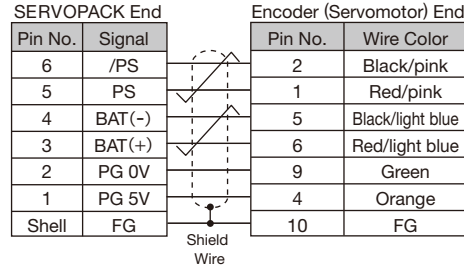 SERVOPACK End Encoder (Servomotor) End
Pin No. Signal Pin No. Wire Color
6 /PS 2 Black/pink
5 PS 1 Red/pink
4 BAT(-) 5 Black/light blue
3 BAT(+) 6 Red/light blue
2 PG 0V 9 Green
1 PG 5V 4 Orange
Shell FG 10 FG
Shield
Wire